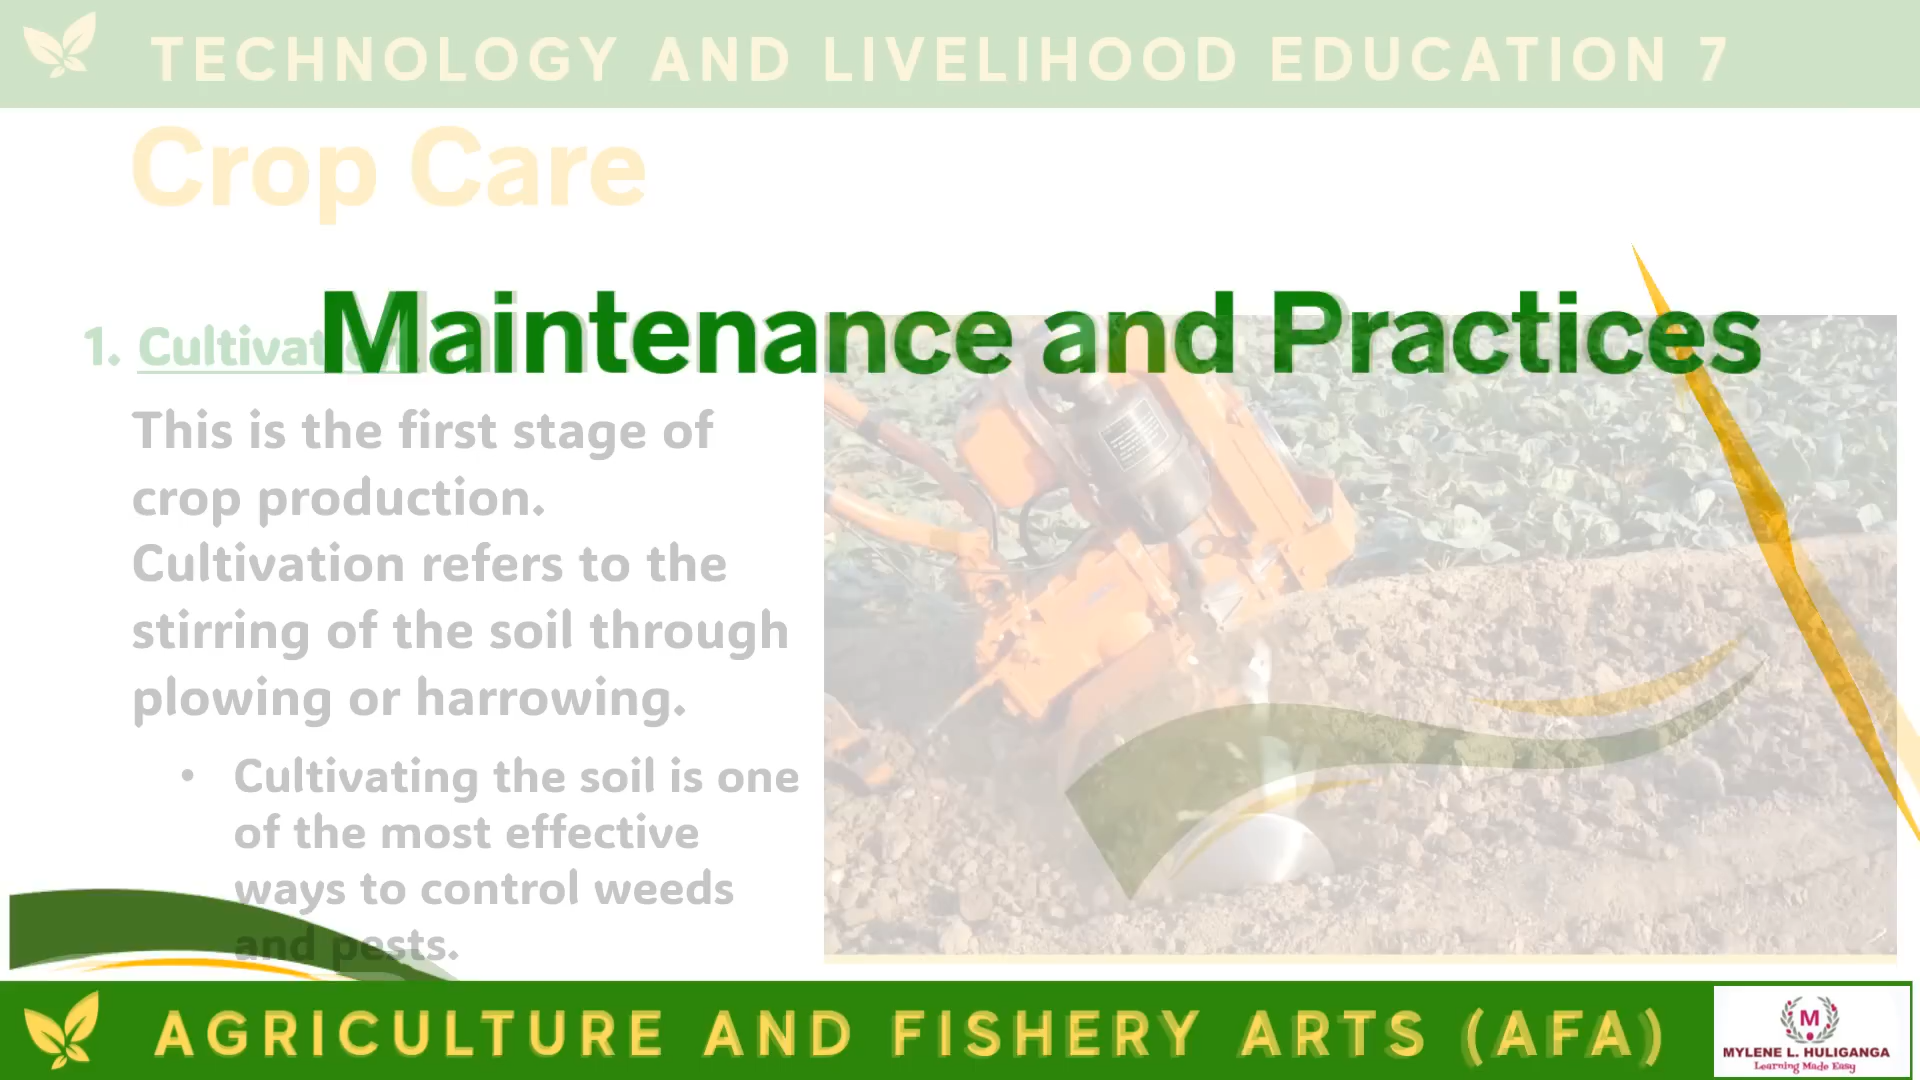 TECHNOLOGY AND LIVELIHOOD EDUCATION 7
Crop Care
Maintenance and Practices
1. Cultivation
This is the first stage of
crop production.
Cultivation refers to the
stirring of the soil through
plowing or harrowing.
• Cultivating the soil is one
of the most effective
ways to control weeds
and pests.
AGRICULTURE AND FISHERY ARTS (AFA)
M
MYLENE L. HULIGANGA
Learning Made Easy